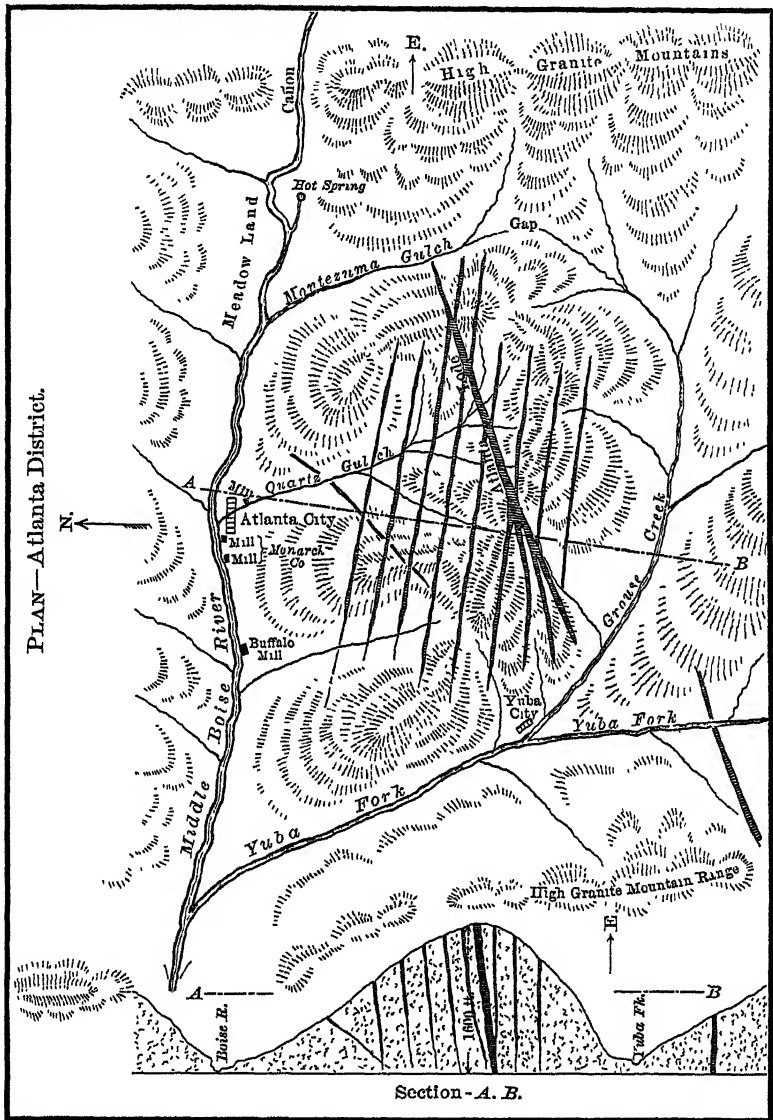 PLAN—Atlanta District.
N.
E.
High Granite Mountains
Cañon
Hot Spring
Meadow Land
Montezuma Gulch
Gap
Atlanta Lode
A
Quartz Gulch
Atlanta City
Mill
Mill
Monarch Co
Buffalo Mill
B
Grouse Creek
Middle Boise River
Yuba City
Yuba Fork
Yuba Fork
High Granite Mountain Range
E
A
B
Boise R.
1600 ft.
Yuba Fk.
Section-A. B.